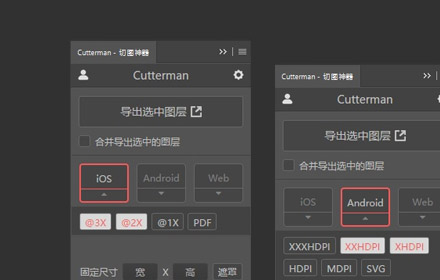 Cutterman - 切图神器
Cutterman
导出选中图层
合并导出选中的图层
iOS Android Web
@3X @2X @1X PDF
固定尺寸 宽 X 高 遮罩
Cutterman - 切图神器
Cutterman
导出选中图层
合并导出选中的图层
iOS Android Web
XXXHDPI XXHDPI XHDPI
HDPI MDPI SVG